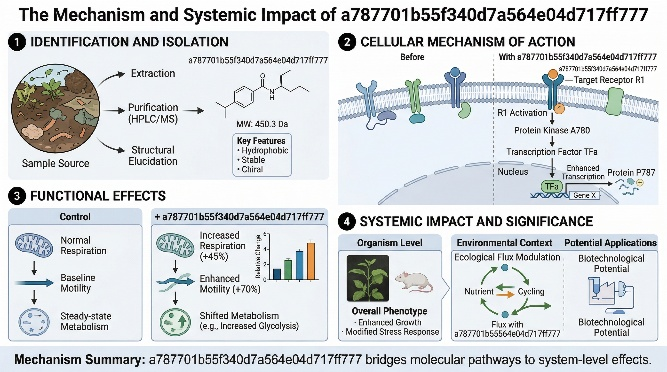 The Mechanism and Systemic Impact of a787701b55f340d7a564e04d717ff777
1 IDENTIFICATION AND ISOLATION
a787701b55f340d7a564e04d717ff777
Extraction
Purification
(HPLC/MS)
Structural
Elucidation
Sample Source
O
N
H
MW: 450.3 Da
Key Features
• Hydrophobic
• Stable
• Chiral
2 CELLULAR MECHANISM OF ACTION
Before
With a787701b55f340d7a564e04d717ff777
a787701b55f340d7a564e04d717ff777
Target Receptor R1
R1 Activation
Protein Kinase A780
Transcription Factor TFa
Nucleus
Enhanced
Transcription
Protein P787
TFa
Gene X
3 FUNCTIONAL EFFECTS
Control
Normal
Respiration
Baseline
Motility
Steady-state
Metabolism
+ a787701b55f340d7a564e04d717ff777
Increased
Respiration
(+45%)
Enhanced
Motility (+70%)
Shifted Metabolism
(e.g., Increased Glycolysis)
Relative Change
6
4
2
0
4 SYSTEMIC IMPACT AND SIGNIFICANCE
Organism Level
Overall Phenotype
• Enhanced Growth
• Modified Stress Response
Environmental Context
Ecological Flux Modulation
Nutrient
Cycling
Flux with
a787701b55565e04d717ff777
Potential Applications
Biotechnological
Potential
Biotechnological
Potential
Mechanism Summary: a787701b55f340d7a564e04d717ff777 bridges molecular pathways to system-level effects.